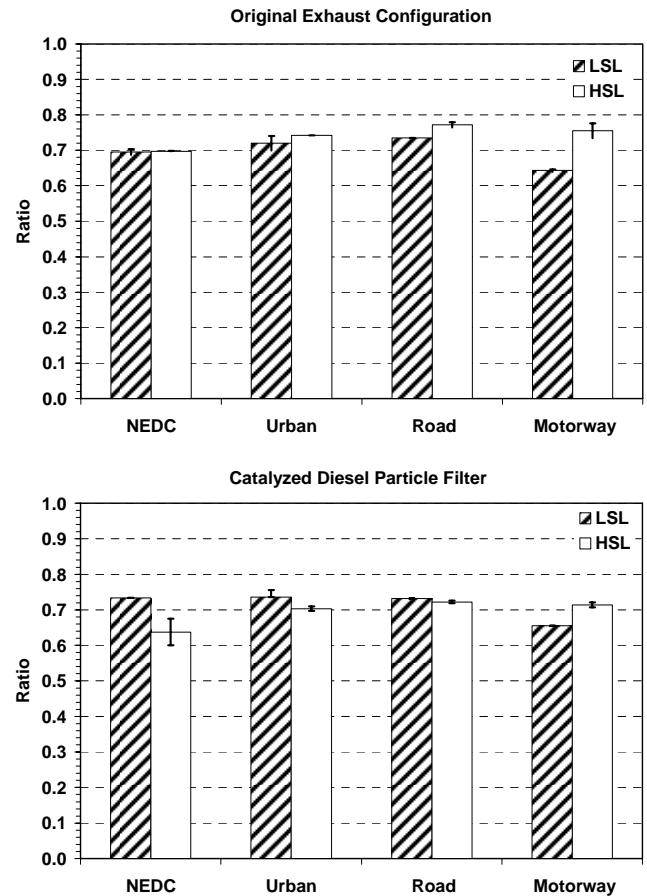 Original Exhaust Configuration
1.0
0.9
0.8
0.7
0.6
0.5
0.4
0.3
0.2
0.1
0.0
Ratio
LSL
HSL
NEDC Urban Road Motorway
Catalyzed Diesel Particle Filter
1.0
0.9
0.8
0.7
0.6
0.5
0.4
0.3
0.2
0.1
0.0
Ratio
LSL
HSL
NEDC Urban Road Motorway